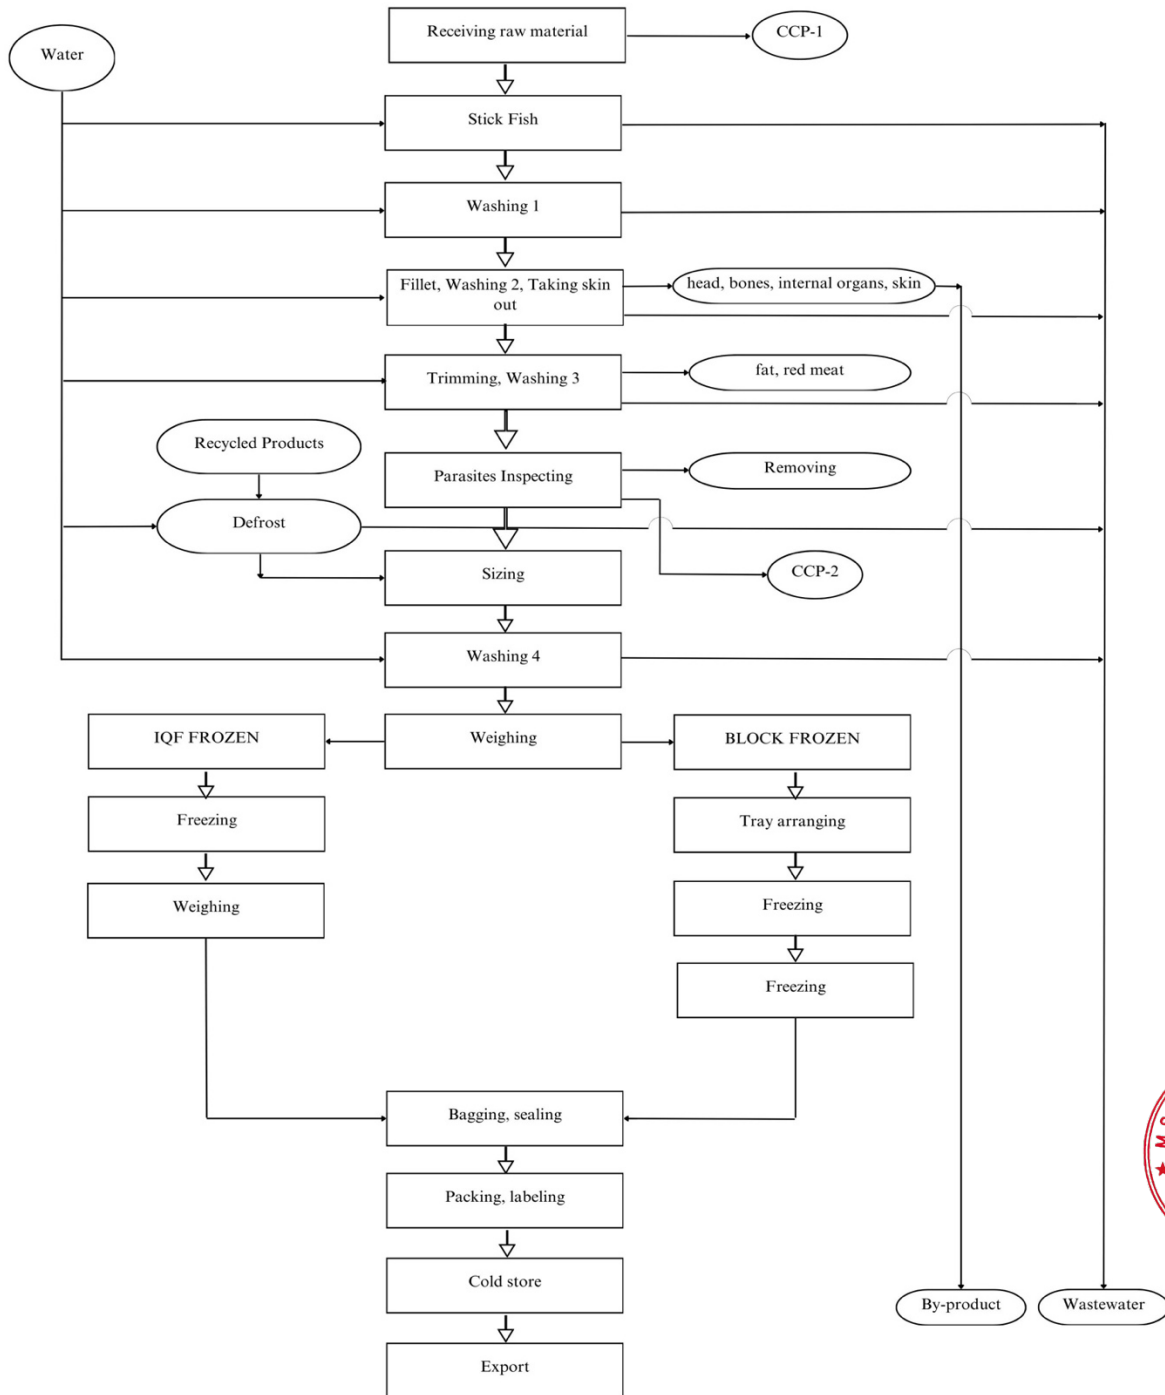 Receiving raw material
CCP-1
Water
Stick Fish
Washing 1
Fillet, Washing 2, Taking skin
out
head, bones, internal organs, skin
Trimming, Washing 3
fat, red meat
Recycled Products
Parasites Inspecting
Removing
Defrost
Sizing
CCP-2
Washing 4
IQF FROZEN
Weighing
BLOCK FROZEN
Freezing
Tray arranging
Weighing
Freezing
Freezing
Bagging, sealing
Packing, labeling
Cold store
By-product
Wastewater
Export